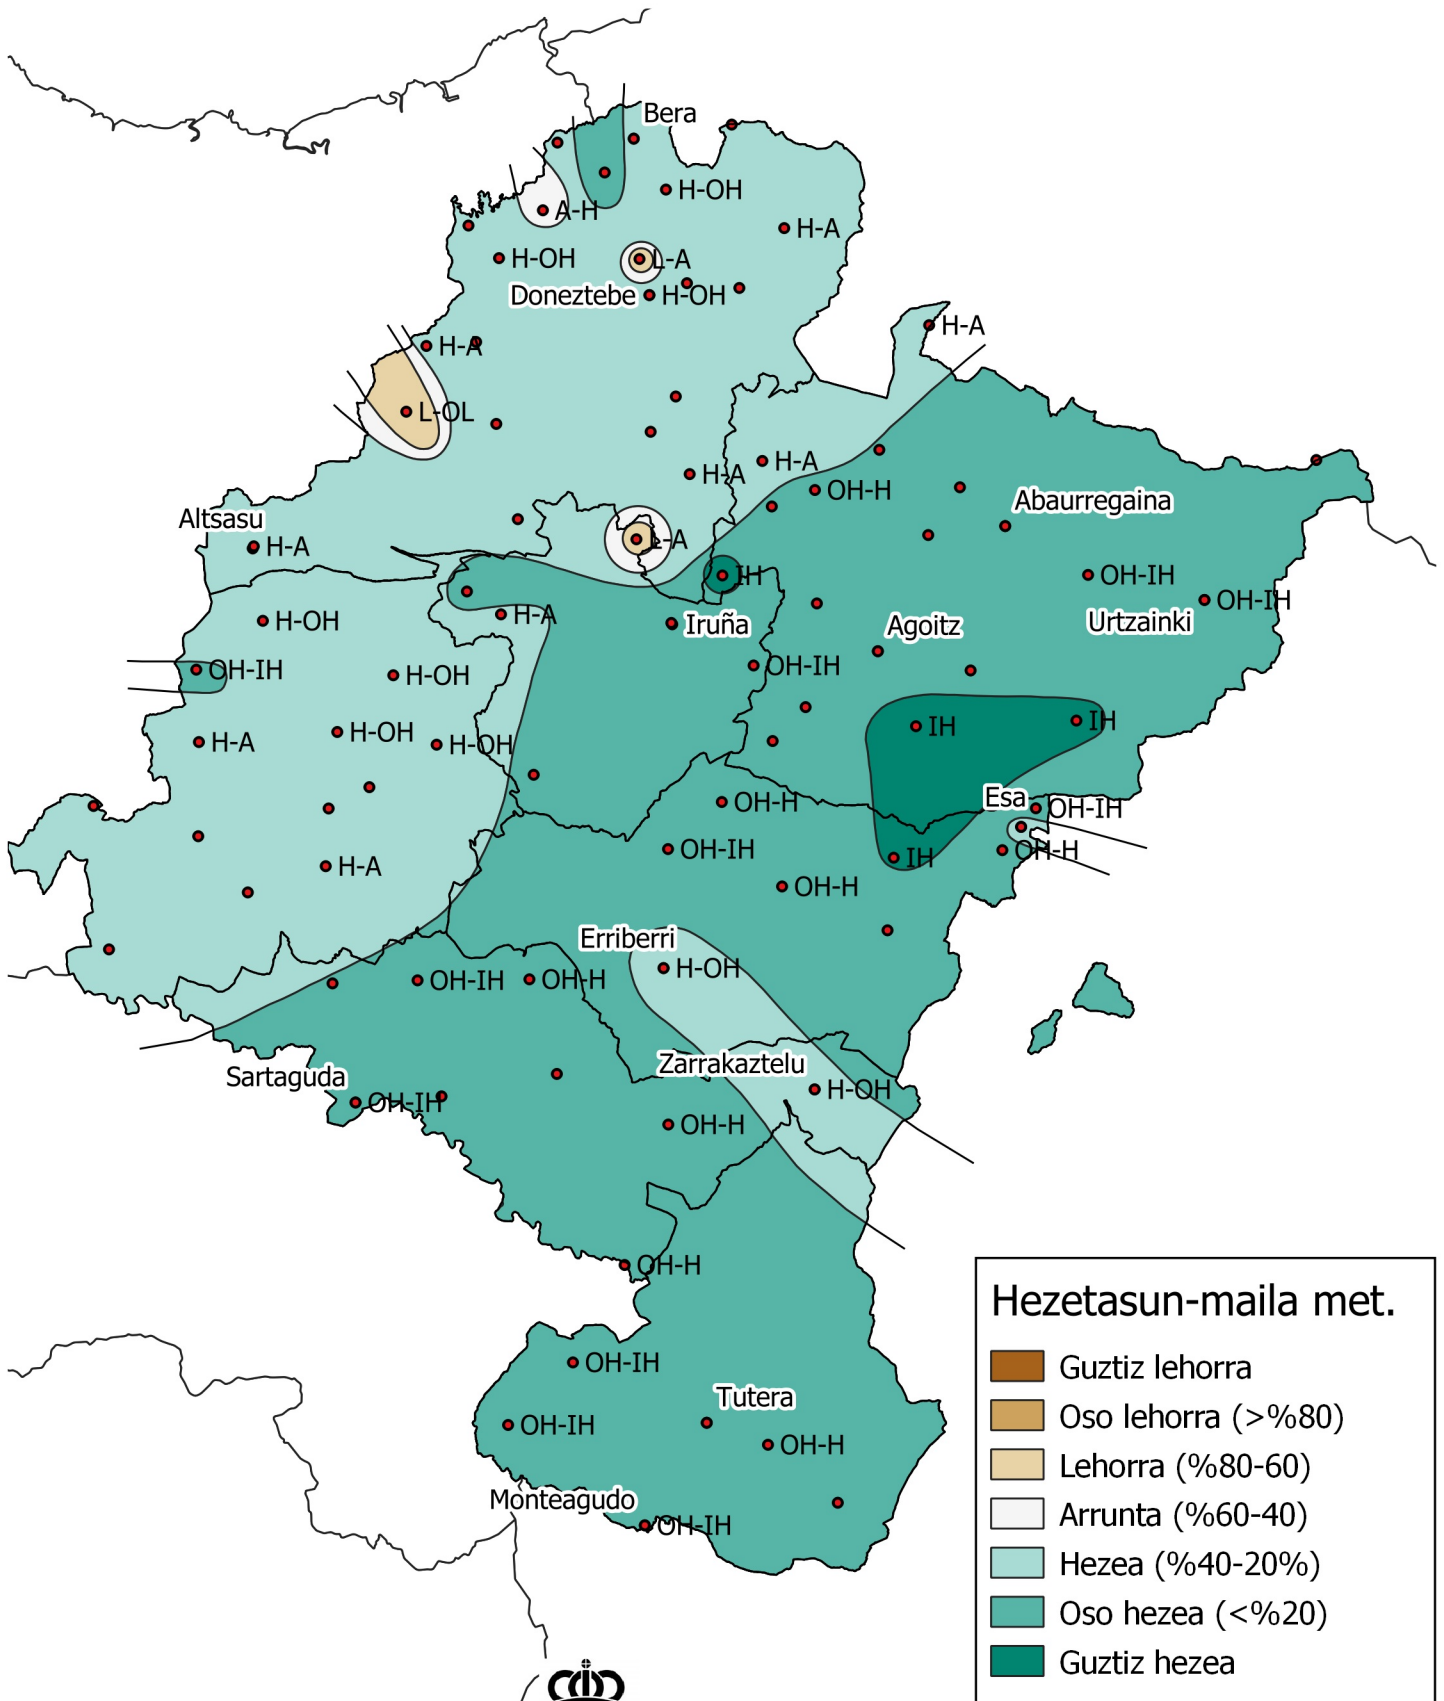 Bera
H-OH
A-H
H-A
H-OH
L-A
Doneztebe
H-OH
H-A
H-A
L-OL
H-A
H-A
OH-H
Abaurregaina
Altsasu
H-A
L-A
IH
OH-IH
OH-IH
H-A
H-OH
Iruña
Agoitz
Urtzainki
OH-IH
OH-IH
H-OH
IH
IH
H-OH
H-A
H-OH
OH-H
Esa
OH-IH
OH-IH
OH-H
IH
H-A
OH-H
Erriberri
H-OH
OH-IH
OH-H
Zarrakaztelu
Sartaguda
H-OH
OH-IH
OH-H
OH-H
Hezetasun-maila met.
Guztiz lehorra
Oso lehorra (>%80)
Lehorra (%80-60)
Arrunta (%60-40)
Hezea (%40-20%)
Oso hezea (<%20)
Guztiz hezea
OH-IH
Tutera
OH-IH
OH-H
Monteagudo
OH-IH